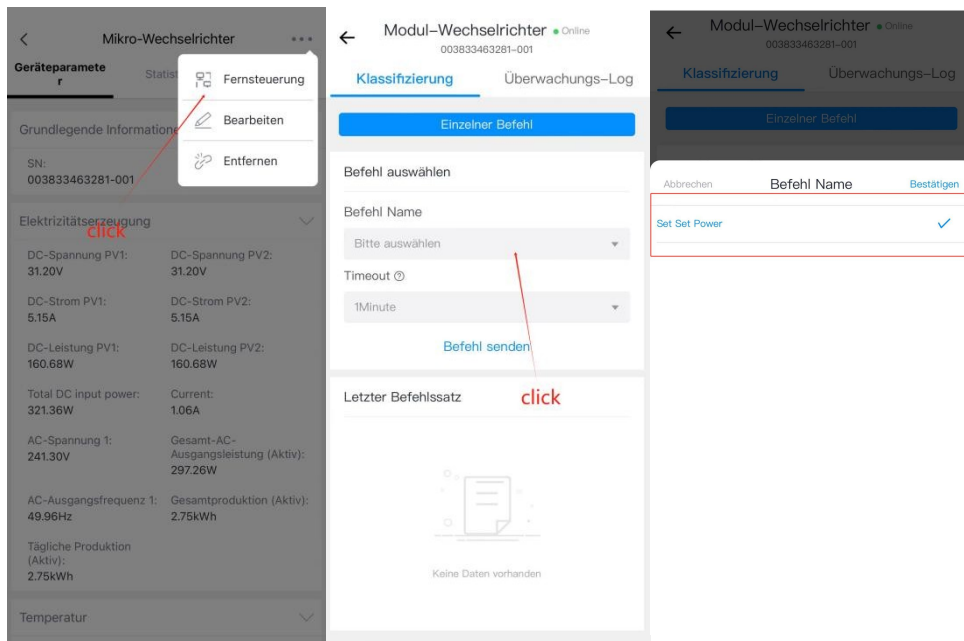 Mikro-Wechselrichter
Geräteparamete
r
Statist
Fernsteuerung
Bearbeiten
Entfernen
Grundlegende Informatione
SN:
003833463281-001
Elektrizitätserzeugung
click
DC-Spannung PV1:
31.20V
DC-Spannung PV2:
31.20V
DC-Strom PV1:
5.15A
DC-Strom PV2:
5.15A
DC-Leistung PV1:
160.68W
DC-Leistung PV2:
160.68W
Total DC input power:
321.36W
Current:
1.06A
AC-Spannung 1:
241.30V
Gesamt-AC-
Ausgangsleistung (Aktiv):
297.26W
AC-Ausgangsfrequenz 1:
49.96Hz
Gesamtproduktion (Aktiv):
2.75kWh
Tägliche Produktion
(Aktiv):
2.75kWh
Temperatur
Modul-Wechselrichter Online
003833463281-001
Klassifizierung
Überwachungs-Log
Einzelner Befehl
Befehl auswählen
Befehl Name
Bitte auswählen
Timeout
1Minute
Befehl senden
Letzter Befehlssatz
click
Keine Daten vorhanden
Modul-Wechselrichter Online
003833463281-001
Klassifizierung
Überwachungs-Log
Einzelner Befehl
Abbrechen
Befehl Name
Bestätigen
Set Set Power